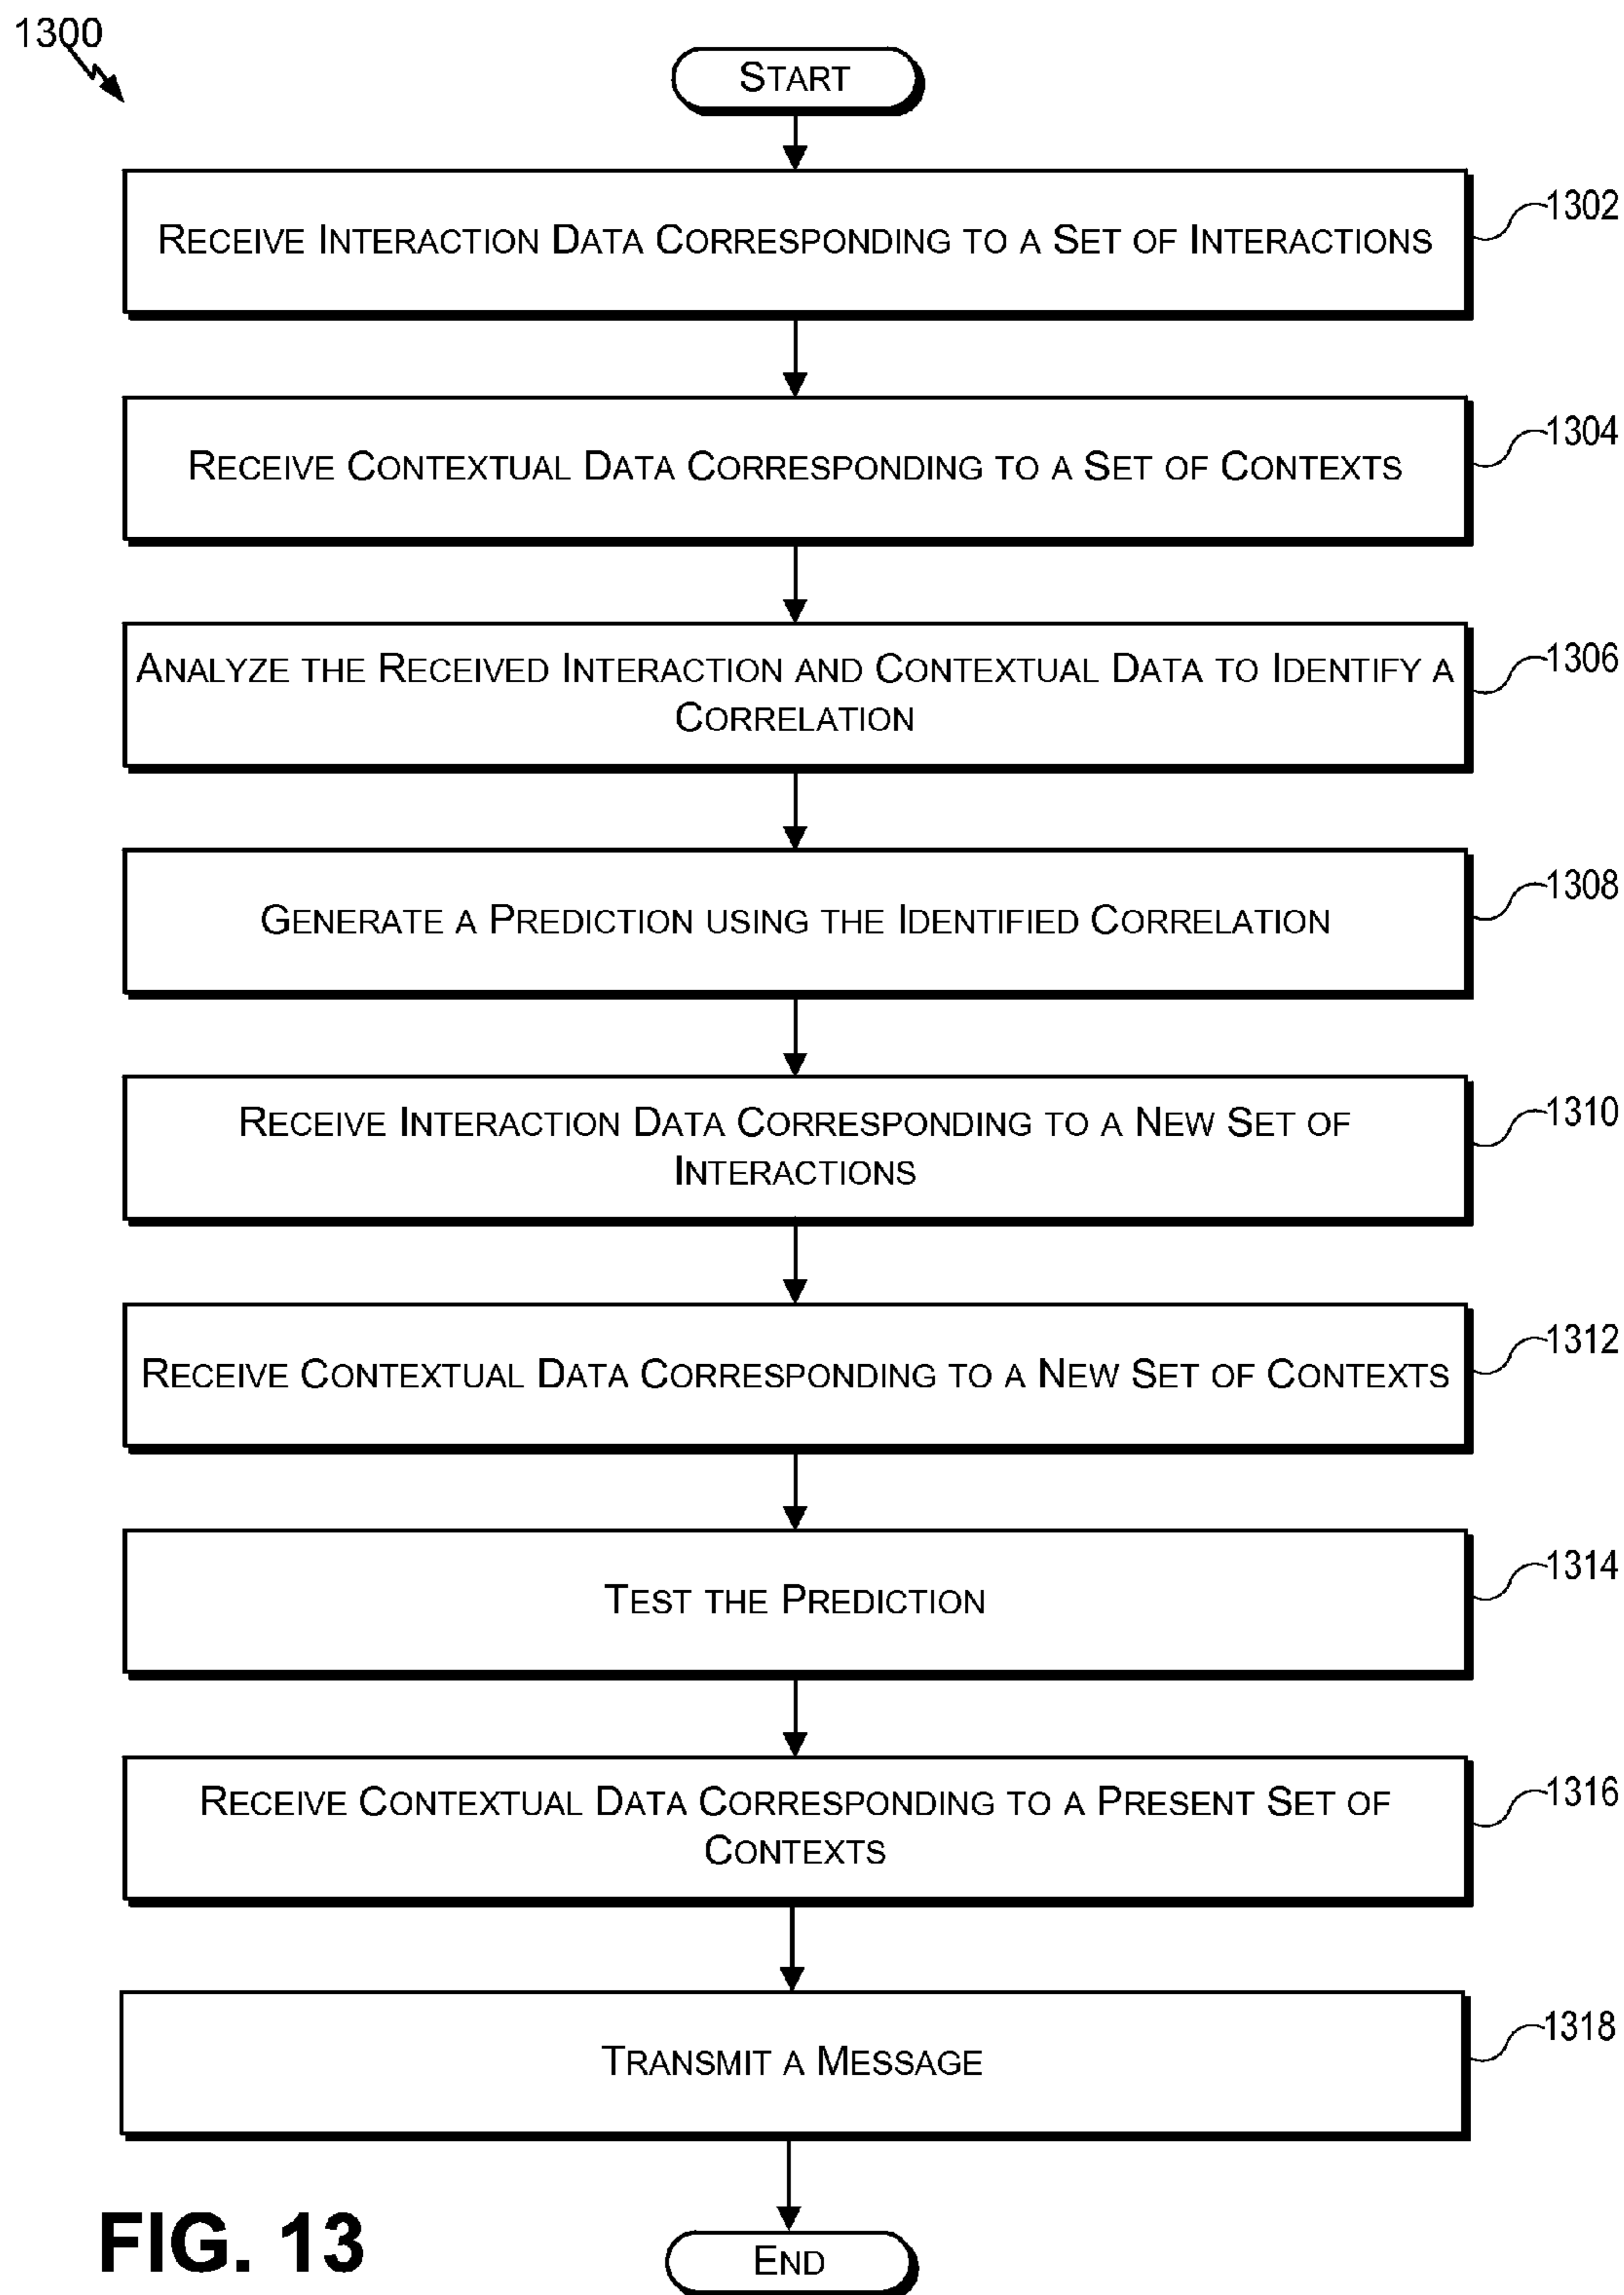 1300
START
RECEIVE INTERACTION DATA CORRESPONDING TO A SET OF INTERACTIONS
1302
RECEIVE CONTEXTUAL DATA CORRESPONDING TO A SET OF CONTEXTS
1304
ANALYZE THE RECEIVED INTERACTION AND CONTEXTUAL DATA TO IDENTIFY A
CORRELATION
1306
GENERATE A PREDICTION USING THE IDENTIFIED CORRELATION
1308
RECEIVE INTERACTION DATA CORRESPONDING TO A NEW SET OF
INTERACTIONS
1310
RECEIVE CONTEXTUAL DATA CORRESPONDING TO A NEW SET OF CONTEXTS
1312
TEST THE PREDICTION
1314
RECEIVE CONTEXTUAL DATA CORRESPONDING TO A PRESENT SET OF
CONTEXTS
1316
TRANSMIT A MESSAGE
1318
END
FIG. 13